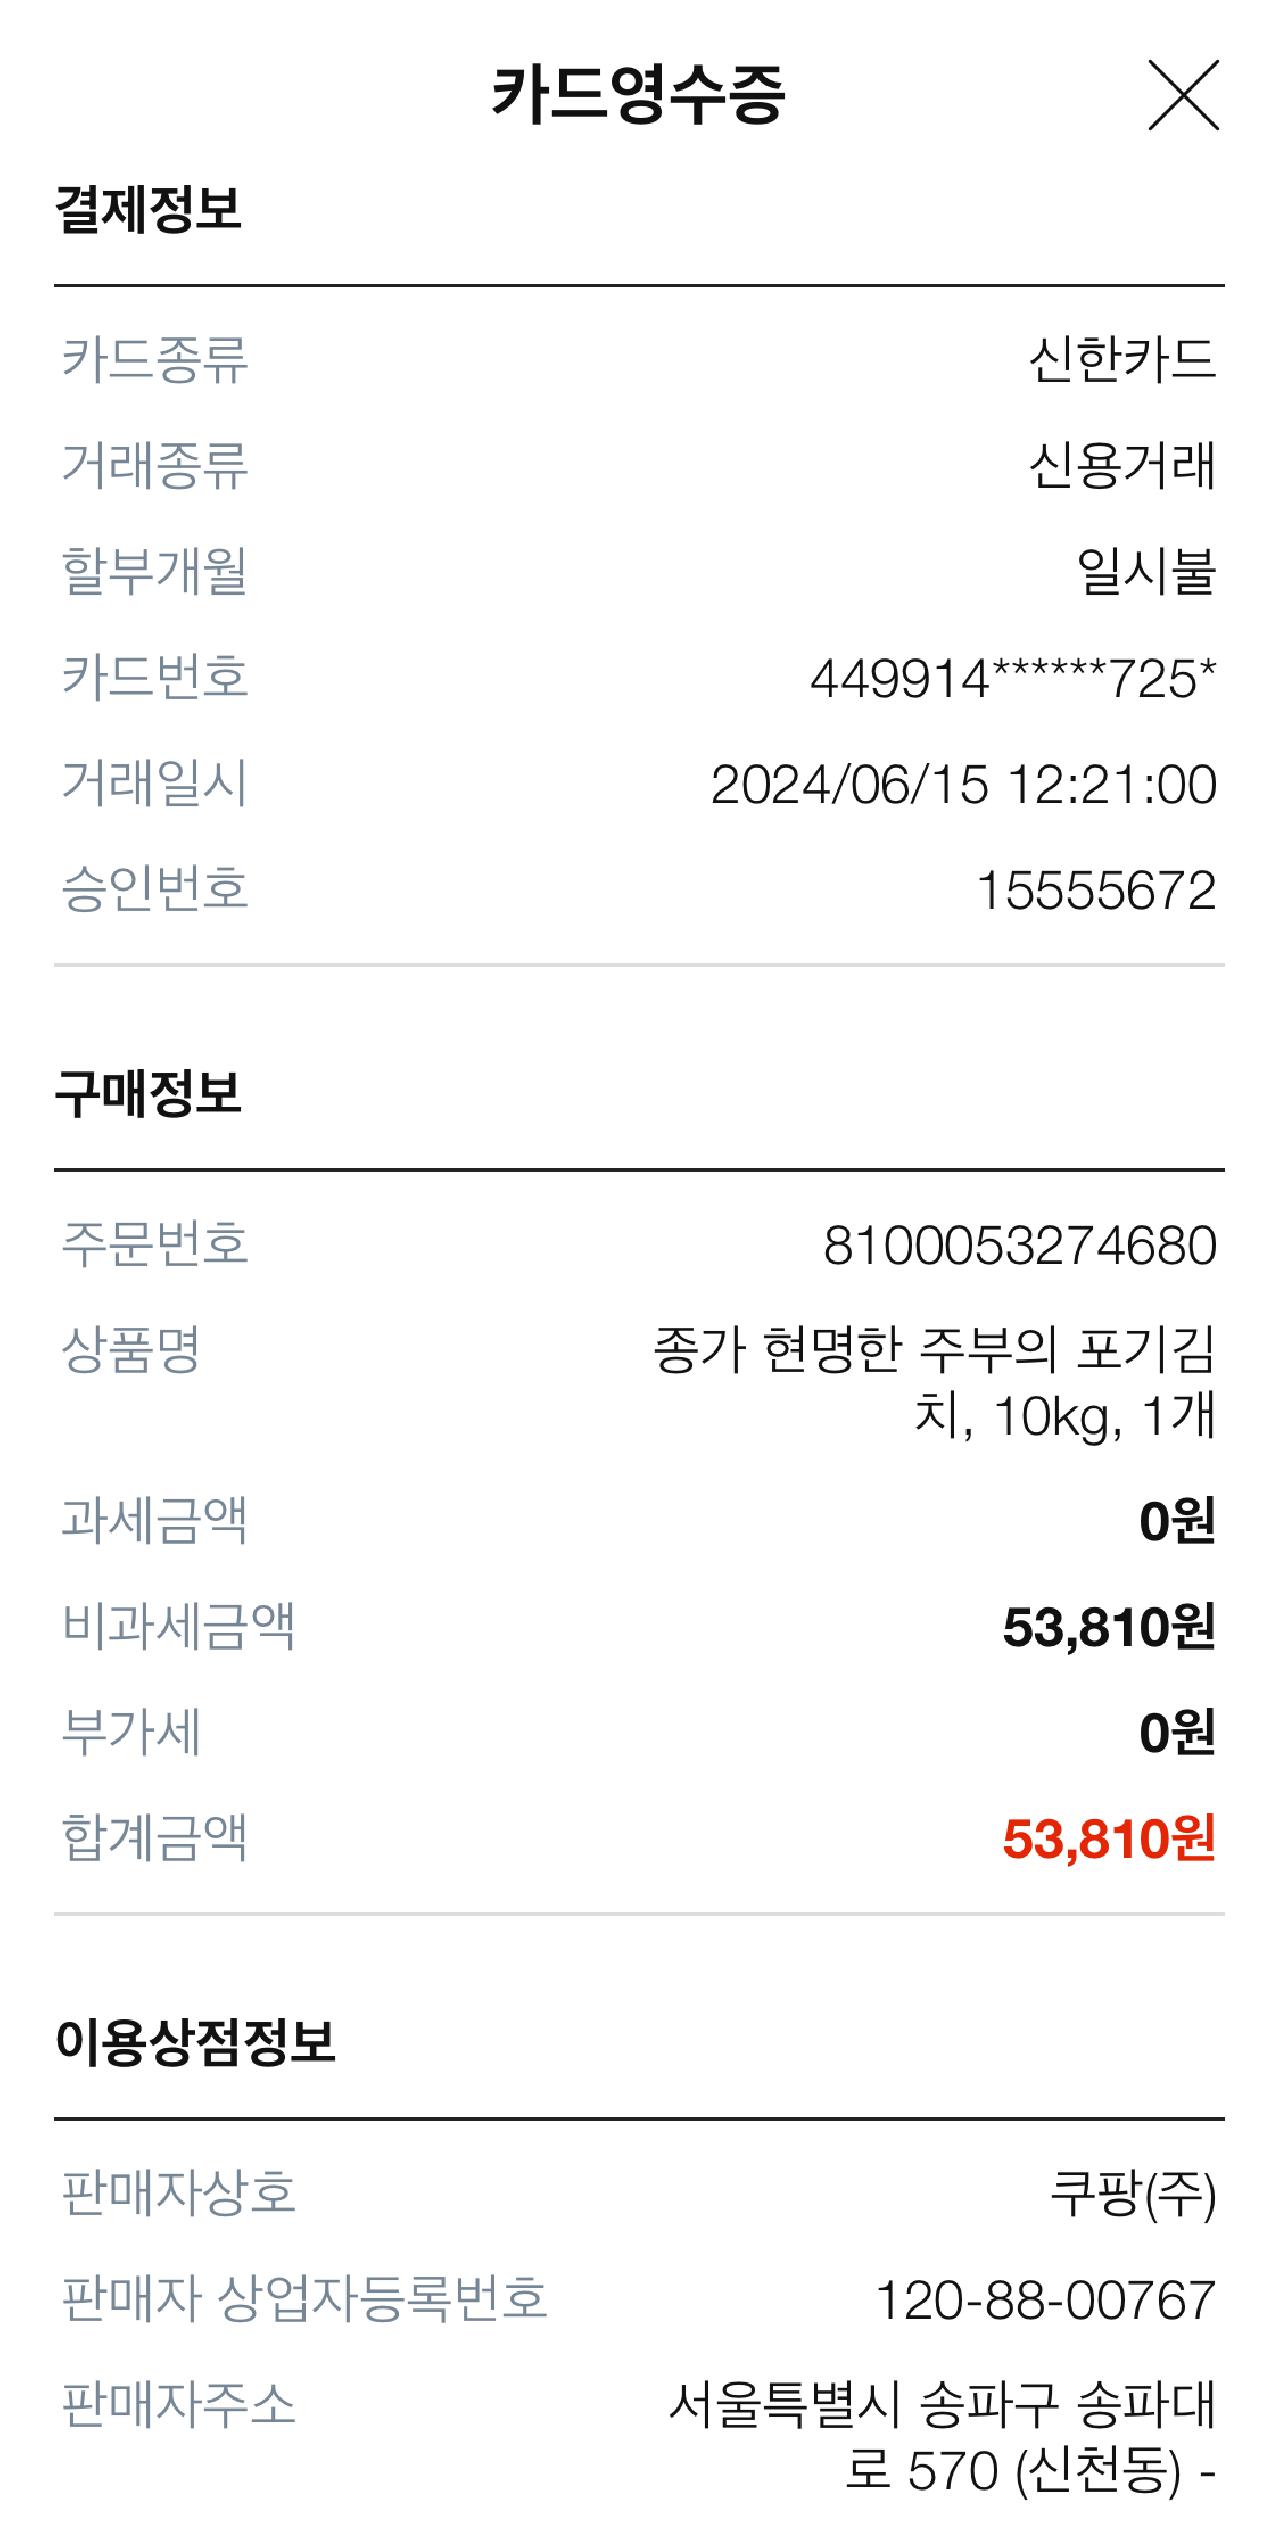 카드영수증
결제정보
카드종류 신한카드
거래종류 신용거래
할부개월 일시불
카드번호 449914******725*
거래일시 2024/06/15 12:21:00
승인번호 15555672
구매정보
주문번호 8100053274680
상품명 종가 현명한 주부의 포기김
치, 10kg, 1개
과세금액 0원
비과세금액 53,810원
부가세 0원
합계금액 53,810원
이용상점정보
판매자상호 쿠팡(주)
판매자 상업자등록번호 120-88-00767
판매자주소 서울특별시 송파구 송파대
로 570 (신천동) -